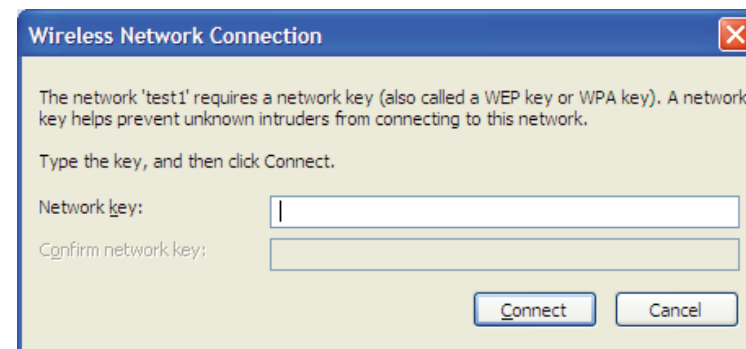 Wireless Network Connection
The network 'test1' requires a network key (also called a WEP key or WPA key). A network
key helps prevent unknown intruders from connecting to this network.
Type the key, and then click Connect.
Network key:
Confirm network key:
Connect Cancel